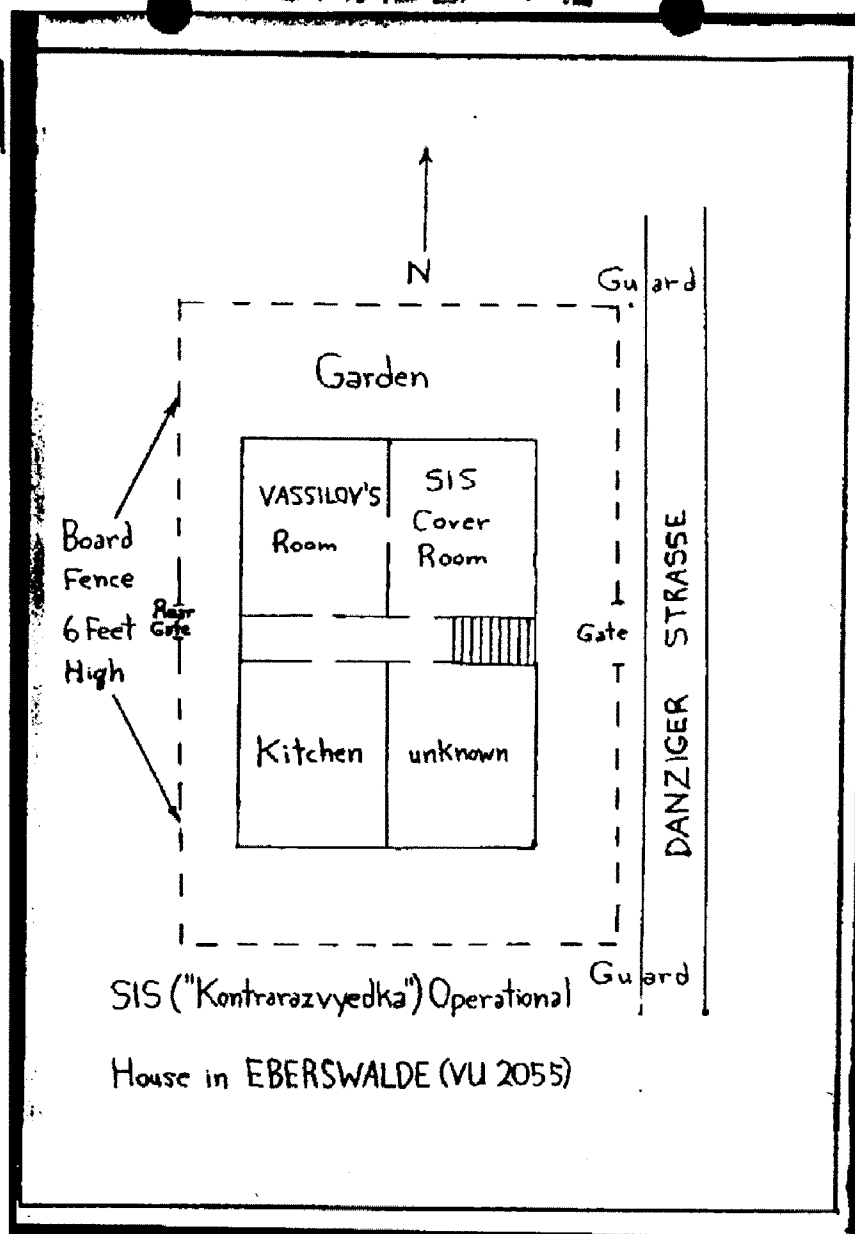 N
Guard
Garden
VASSILOV'S
Room
SIS
Cover
Room
Board
Fence
6 Feet
High
Rear
Gate
Gate
DANZIGER STRASSE
Kitchen
unknown
Guard
SIS ("Kontrarazvyedka") Operational
House in EBERSWALDE (VU 2055)